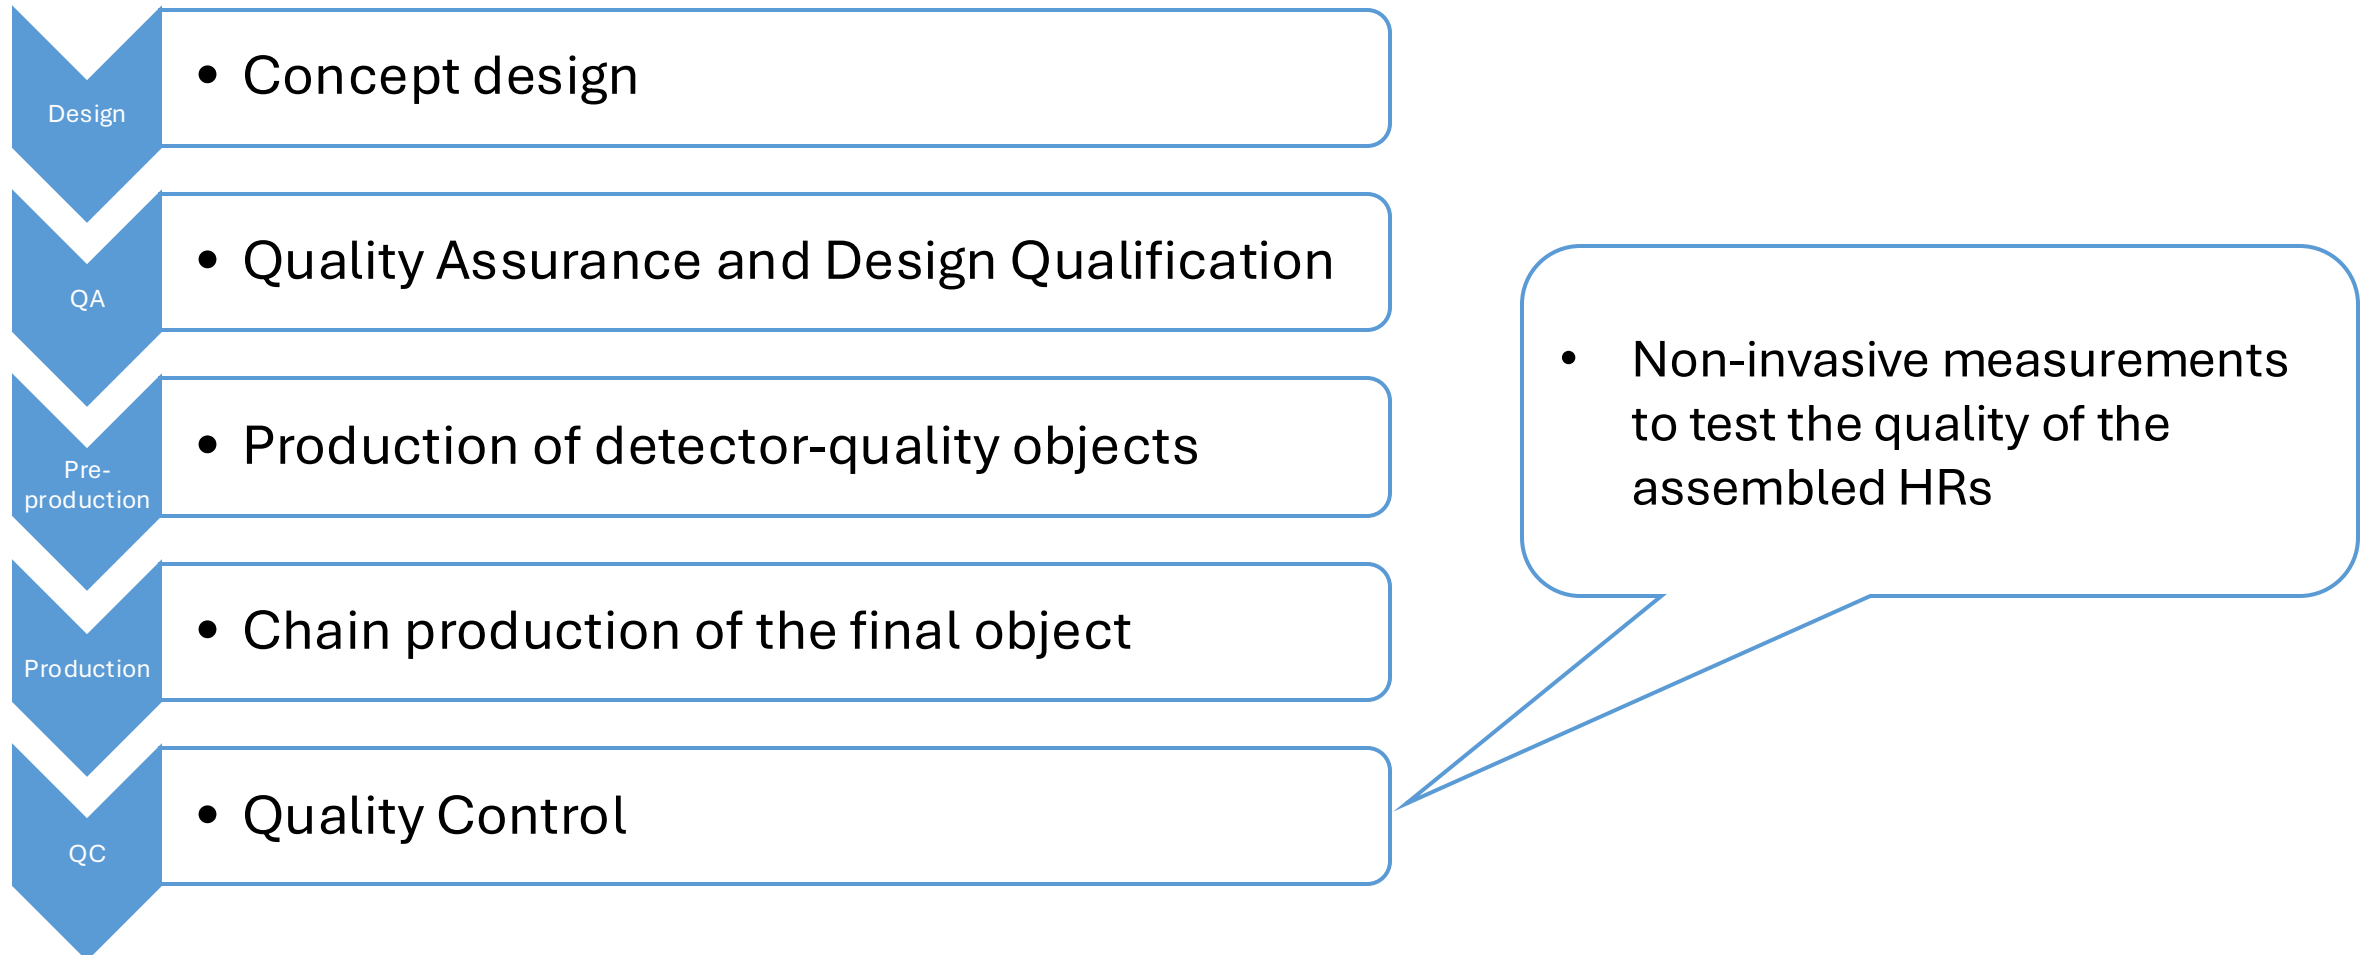 Design
• Concept design
QA
• Quality Assurance and Design Qualification
Pre-
production
• Production of detector-quality objects
Production
• Chain production of the final object
QC
• Quality Control
• Non-invasive measurements
to test the quality of the
assembled HRs